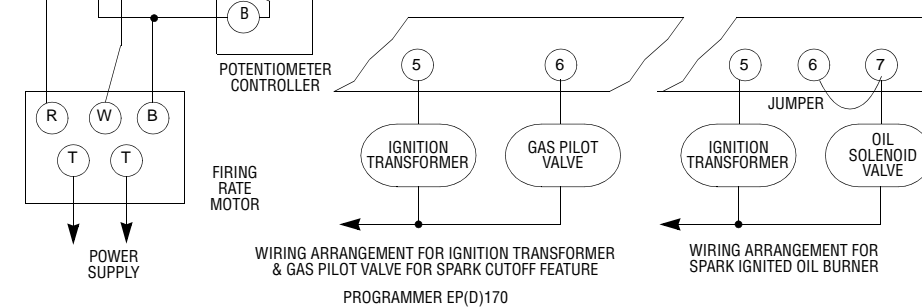 B
POTENTIOMETER
CONTROLLER
R W B
T T
FIRING
RATE
MOTOR
POWER
SUPPLY
5 6
IGNITION
TRANSFORMER
GAS PILOT
VALVE
WIRING ARRANGEMENT FOR IGNITION TRANSFORMER
& GAS PILOT VALVE FOR SPARK CUTOFF FEATURE
PROGRAMMER EP(D)170
5 6 7
JUMPER
IGNITION
TRANSFORMER
OIL
SOLENOID
VALVE
WIRING ARRANGEMENT FOR
SPARK IGNITED OIL BURNER